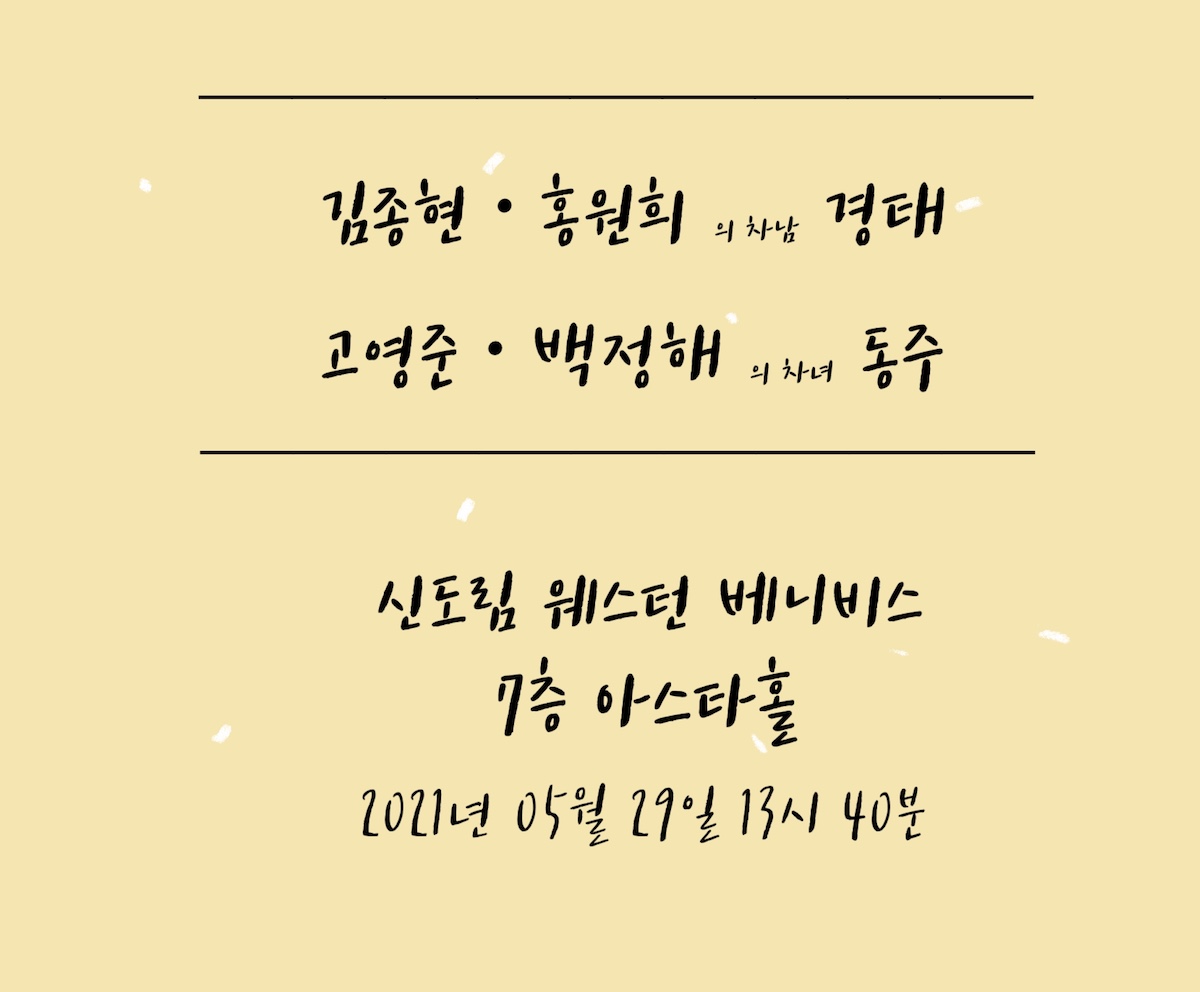 김종현 • 홍원희 의 차남 경태
고영준 • 백정해 의 차녀 동주
신도림 웨스턴 베니비스
7층 아스타홀
2021년 05월 29일 13시 40분